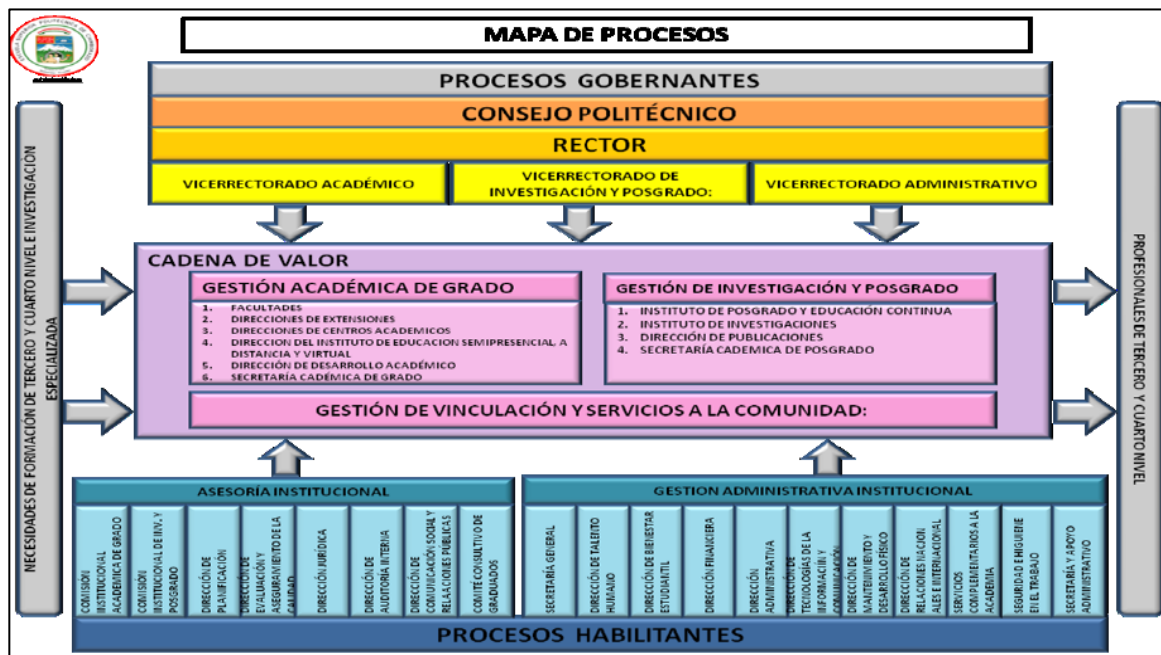 MAPA DE PROCESOS
PROCESOS GOBERNANTES
CONSEJO POLITÉCNICO
RECTOR
VICERRECTORADO ACADÉMICO
VICERRECTORADO DE
INVESTIGACIÓN Y POSGRADO:
VICERRECTORADO ADMINISTRATIVO
NECESIDADES DE FORMACIÓN DE TERCERO Y CUARTO NIVEL E INVESTIGACIÓN
ESPECIALIZADA
CADENA DE VALOR
GESTIÓN ACADÉMICA DE GRADO
1. FACULTADES
2. DIRECCIONES DE EXTENSIONES
3. DIRECCIONES DE CENTROS ACADEMICOS
4. DIRECCION DEL INSTITUTO DE EDUCACION SEMIPRESENCIAL, A
DISTANCIA Y VIRTUAL
5. DIRECCIÓN DE DESARROLLO ACADÉMICO
6. SECRETARÍA CADÉMICA DE GRADO
GESTIÓN DE INVESTIGACIÓN Y POSGRADO
1. INSTITUTO DE POSGRADO Y EDUCACIÓN CONTINUA
2. INSTITUTO DE INVESTIGACIONES
3. DIRECCIÓN DE PUBLICACIONES
4. SECRETARÍA CADEMICA DE POSGRADO
GESTIÓN DE VINCULACIÓN Y SERVICIOS A LA COMUNIDAD:
PROFESIONALES DE TERCERO Y CUARTO NIVEL
ASESORÍA INSTITUCIONAL
COMISIÓN
INSTITUCIONAL
ACADÉMICA DE GRADO
COMISIÓN
INSTITUCIONAL DE INV. Y
POSGRADO
DIRECCIÓN DE
PLANIFICACIÓN
DIRECCIÓN DE
EVALUACIÓN Y
ASEGURAMIENTO DE LA
CALIDAD
DIRECCIÓN JURÍDICA
DIRECCIÓN DE
AUDITORÍA INTERNA
DIRECCIÓN DE
COMUNICACIÓN SOCIAL Y
RELAACIONES PÚBLICAS
COMITÉ CONSULTIVO DE
GRADUADOS
GESTION ADMINISTRATIVA INSTITUCIONAL
SECRETARÍA GENERAL
DIRECCIÓN DE TALENTO
HUMANO
DIRECCIÓN DE BIENESTAR
ESTUDIANTIL
DIRECCIÓN FINANCIERA
DIRECCIÓN
ADMINISTRATIVA
DIRECCIÓN DE
TECNOLOGÍAS DE LA
INFORMACIÓN Y
COMUNICACIÓN
DIRECCIÓN DE
MANTENIMIENTO Y
DESARROLLO FÍSICO
DIRECCIÓN DE
RELACIONES NACION
ALES E INTERNACIONALES
SERVICIOS
COMPLEMENTARIOS A LA
ACADEMIA
SEGURIDAD E HIGUIENE
EN EL TRABAJO
SECRETARÍA Y APOYO
ADMINISTRATIVO
PROCESOS HABILITANTES